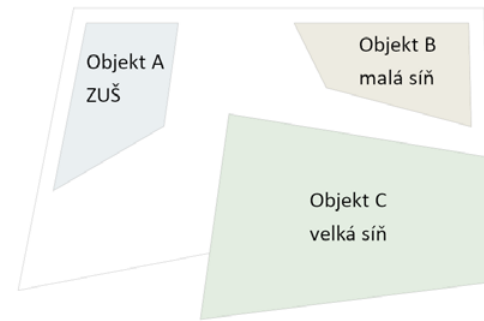 Objekt A
ZUŠ
Objekt B
malá síň
Objekt C
velká síň